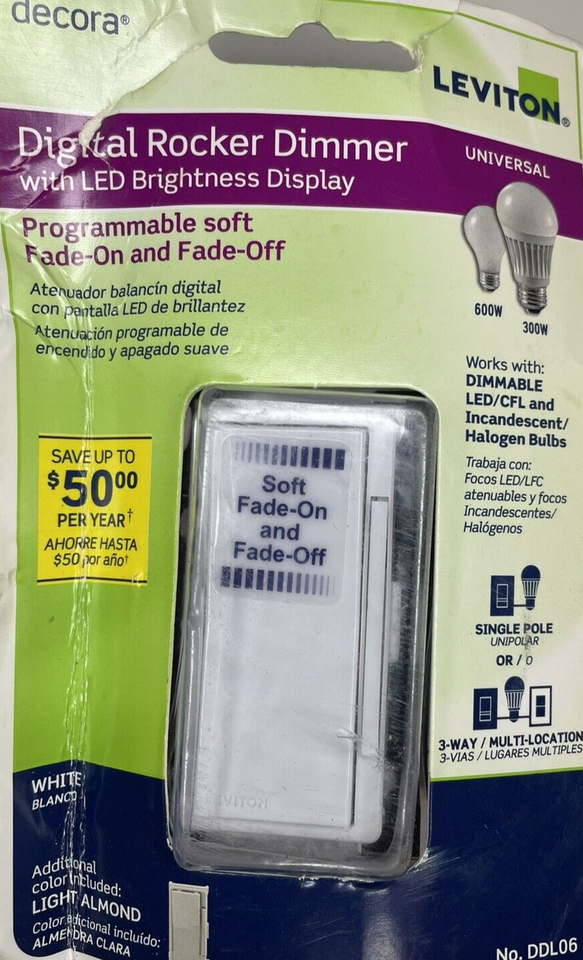 decora®
LEVITON®
Digital Rocker Dimmer
with LED Brightness Display
UNIVERSAL
Programmable soft
Fade-On and Fade-Off
Atenuador balancín digital
con pantalla LED de brillantez
Atenuación programable de
encendido y apagado suave
600W
300W
Works with:
DIMMABLE
LED/CFL and
Incandescent/
Halogen Bulbs
Trabaja con:
Focos LED/LFC
atenuables y focos
Incandescentes/
Halógenos
SAVE UP TO
$50⁰⁰
PER YEAR†
AHORRE HASTA
$50 por año†
Soft
Fade-On
and
Fade-Off
SINGLE POLE
UNIPOLAR
OR / o
3-WAY / MULTI-LOCATION
3-VIAS / LUGARES MULTIPLES
WHITE
BLANCO
Additional
color included:
LIGHT ALMOND
Color adicional incluido:
ALMENDRA CLARA
No. DDL06